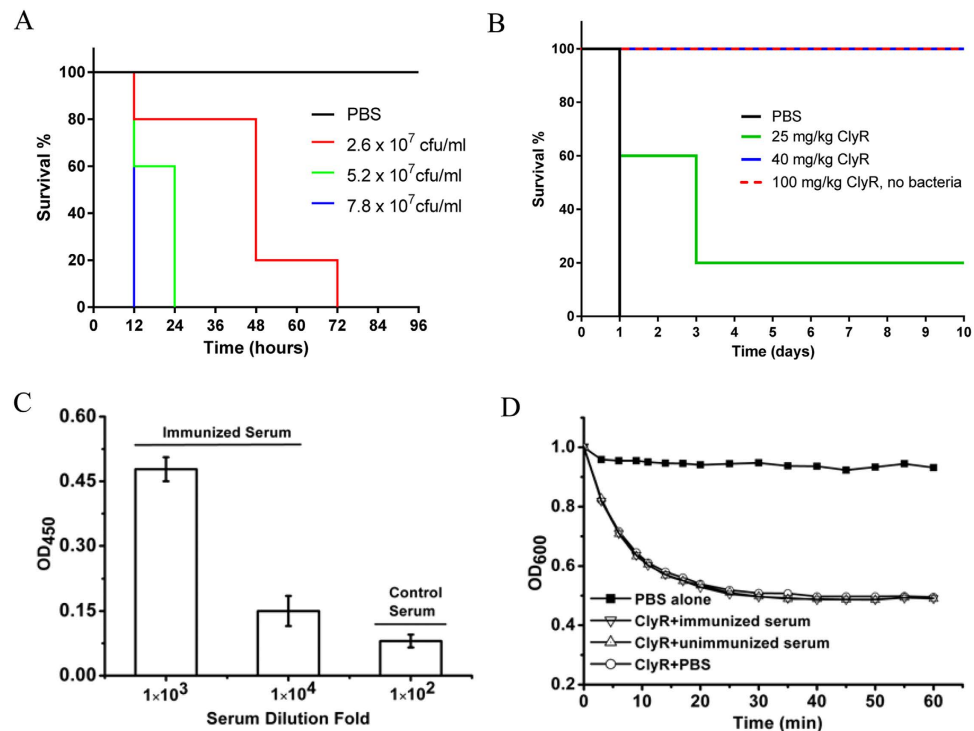 A
Survival %
100
80
60
40
20
0
PBS
2.6 x 10⁷ cfu/ml
5.2 x 10⁷cfu/ml
7.8 x 10⁷cfu/ml
0 12 24 36 48 60 72 84 96
Time (hours)
B
Survival %
100
80
60
40
20
0
PBS
25 mg/kg ClyR
40 mg/kg ClyR
100 mg/kg ClyR, no bacteria
0 1 2 3 4 5 6 7 8 9 10
Time (days)
C
OD450
0.60
0.45
0.30
0.15
0.00
Immunized Serum
Control
Serum
1×10³ 1×10⁴ 1×10²
Serum Dilution Fold
D
OD600
1.0
0.8
0.6
0.4
0.2
PBS alone
ClyR+immunized serum
ClyR+unimmunized serum
ClyR+PBS
0 10 20 30 40 50 60
Time (min)